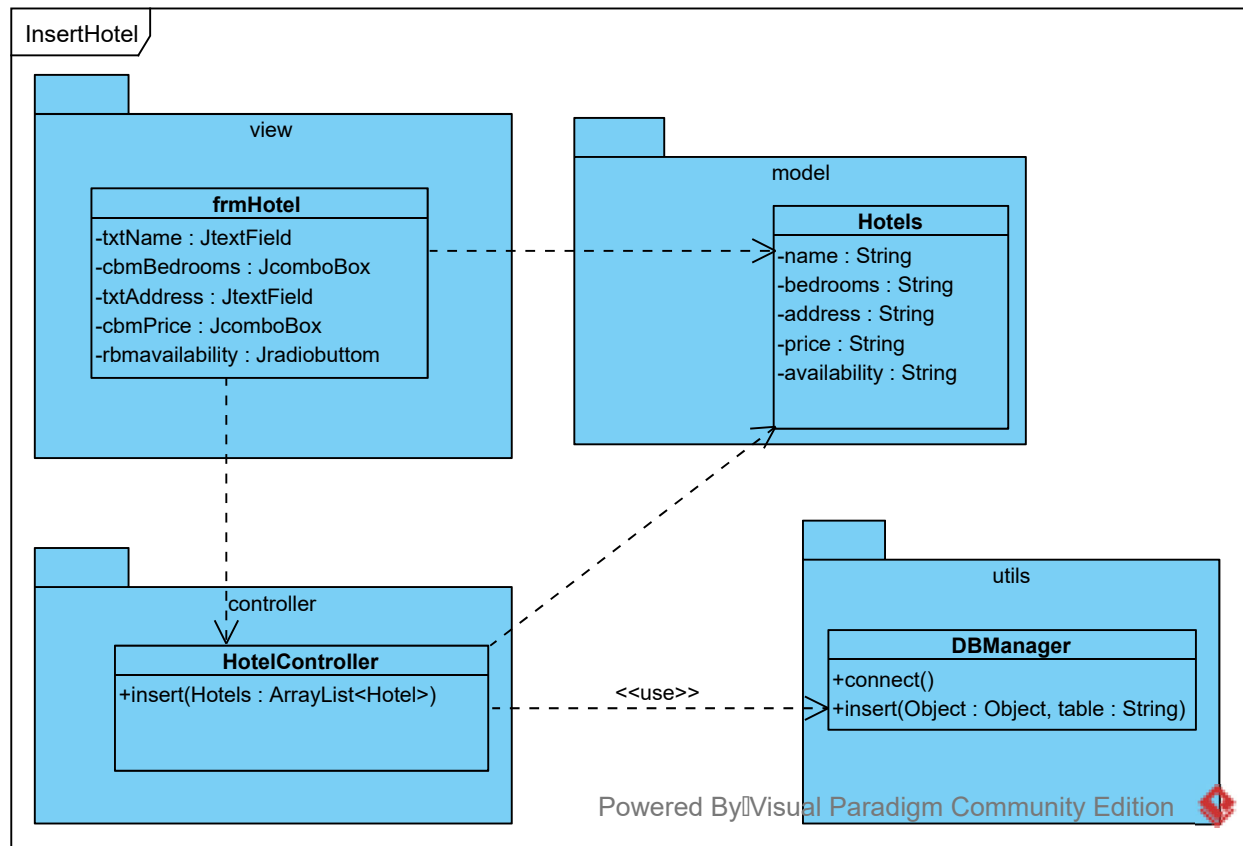 InsertHotel
view
frmHotel
-txtName : JtextField
-cbmBedrooms : JcomboBox
-txtAddress : JtextField
-cbmPrice : JcomboBox
-rbmavailability : Jradiobuttom
model
Hotels
-name : String
-bedrooms : String
-address : String
-price : String
-availability : String
controller
HotelController
+insert(Hotels : ArrayList<Hotel>)
<<use>>
utils
DBManager
+connect()
+insert(Object : Object, table : String)
Powered By Visual Paradigm Community Edition